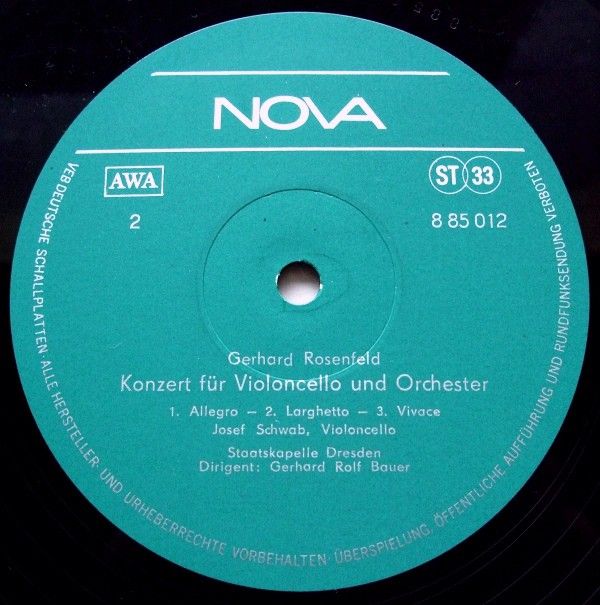 NOVA
AWA
ST 33
2
8 85 012
Gerhard Rosenfeld
Konzert für Violoncello und Orchester
1. Allegro – 2. Larghetto – 3. Vivace
Josef Schwab, Violoncello
Staatskapelle Dresden
Dirigent: Gerhard Rolf Bauer
VEB DEUTSCHE SCHALLPLATTEN · ALLE HERSTELLER- UND URHEBERRECHTE VORBEHALTEN · ÜBERSPIELUNG, ÖFFENTLICHE AUFFÜHRUNG UND RUNDFUNKSENDUNG VERBOTEN